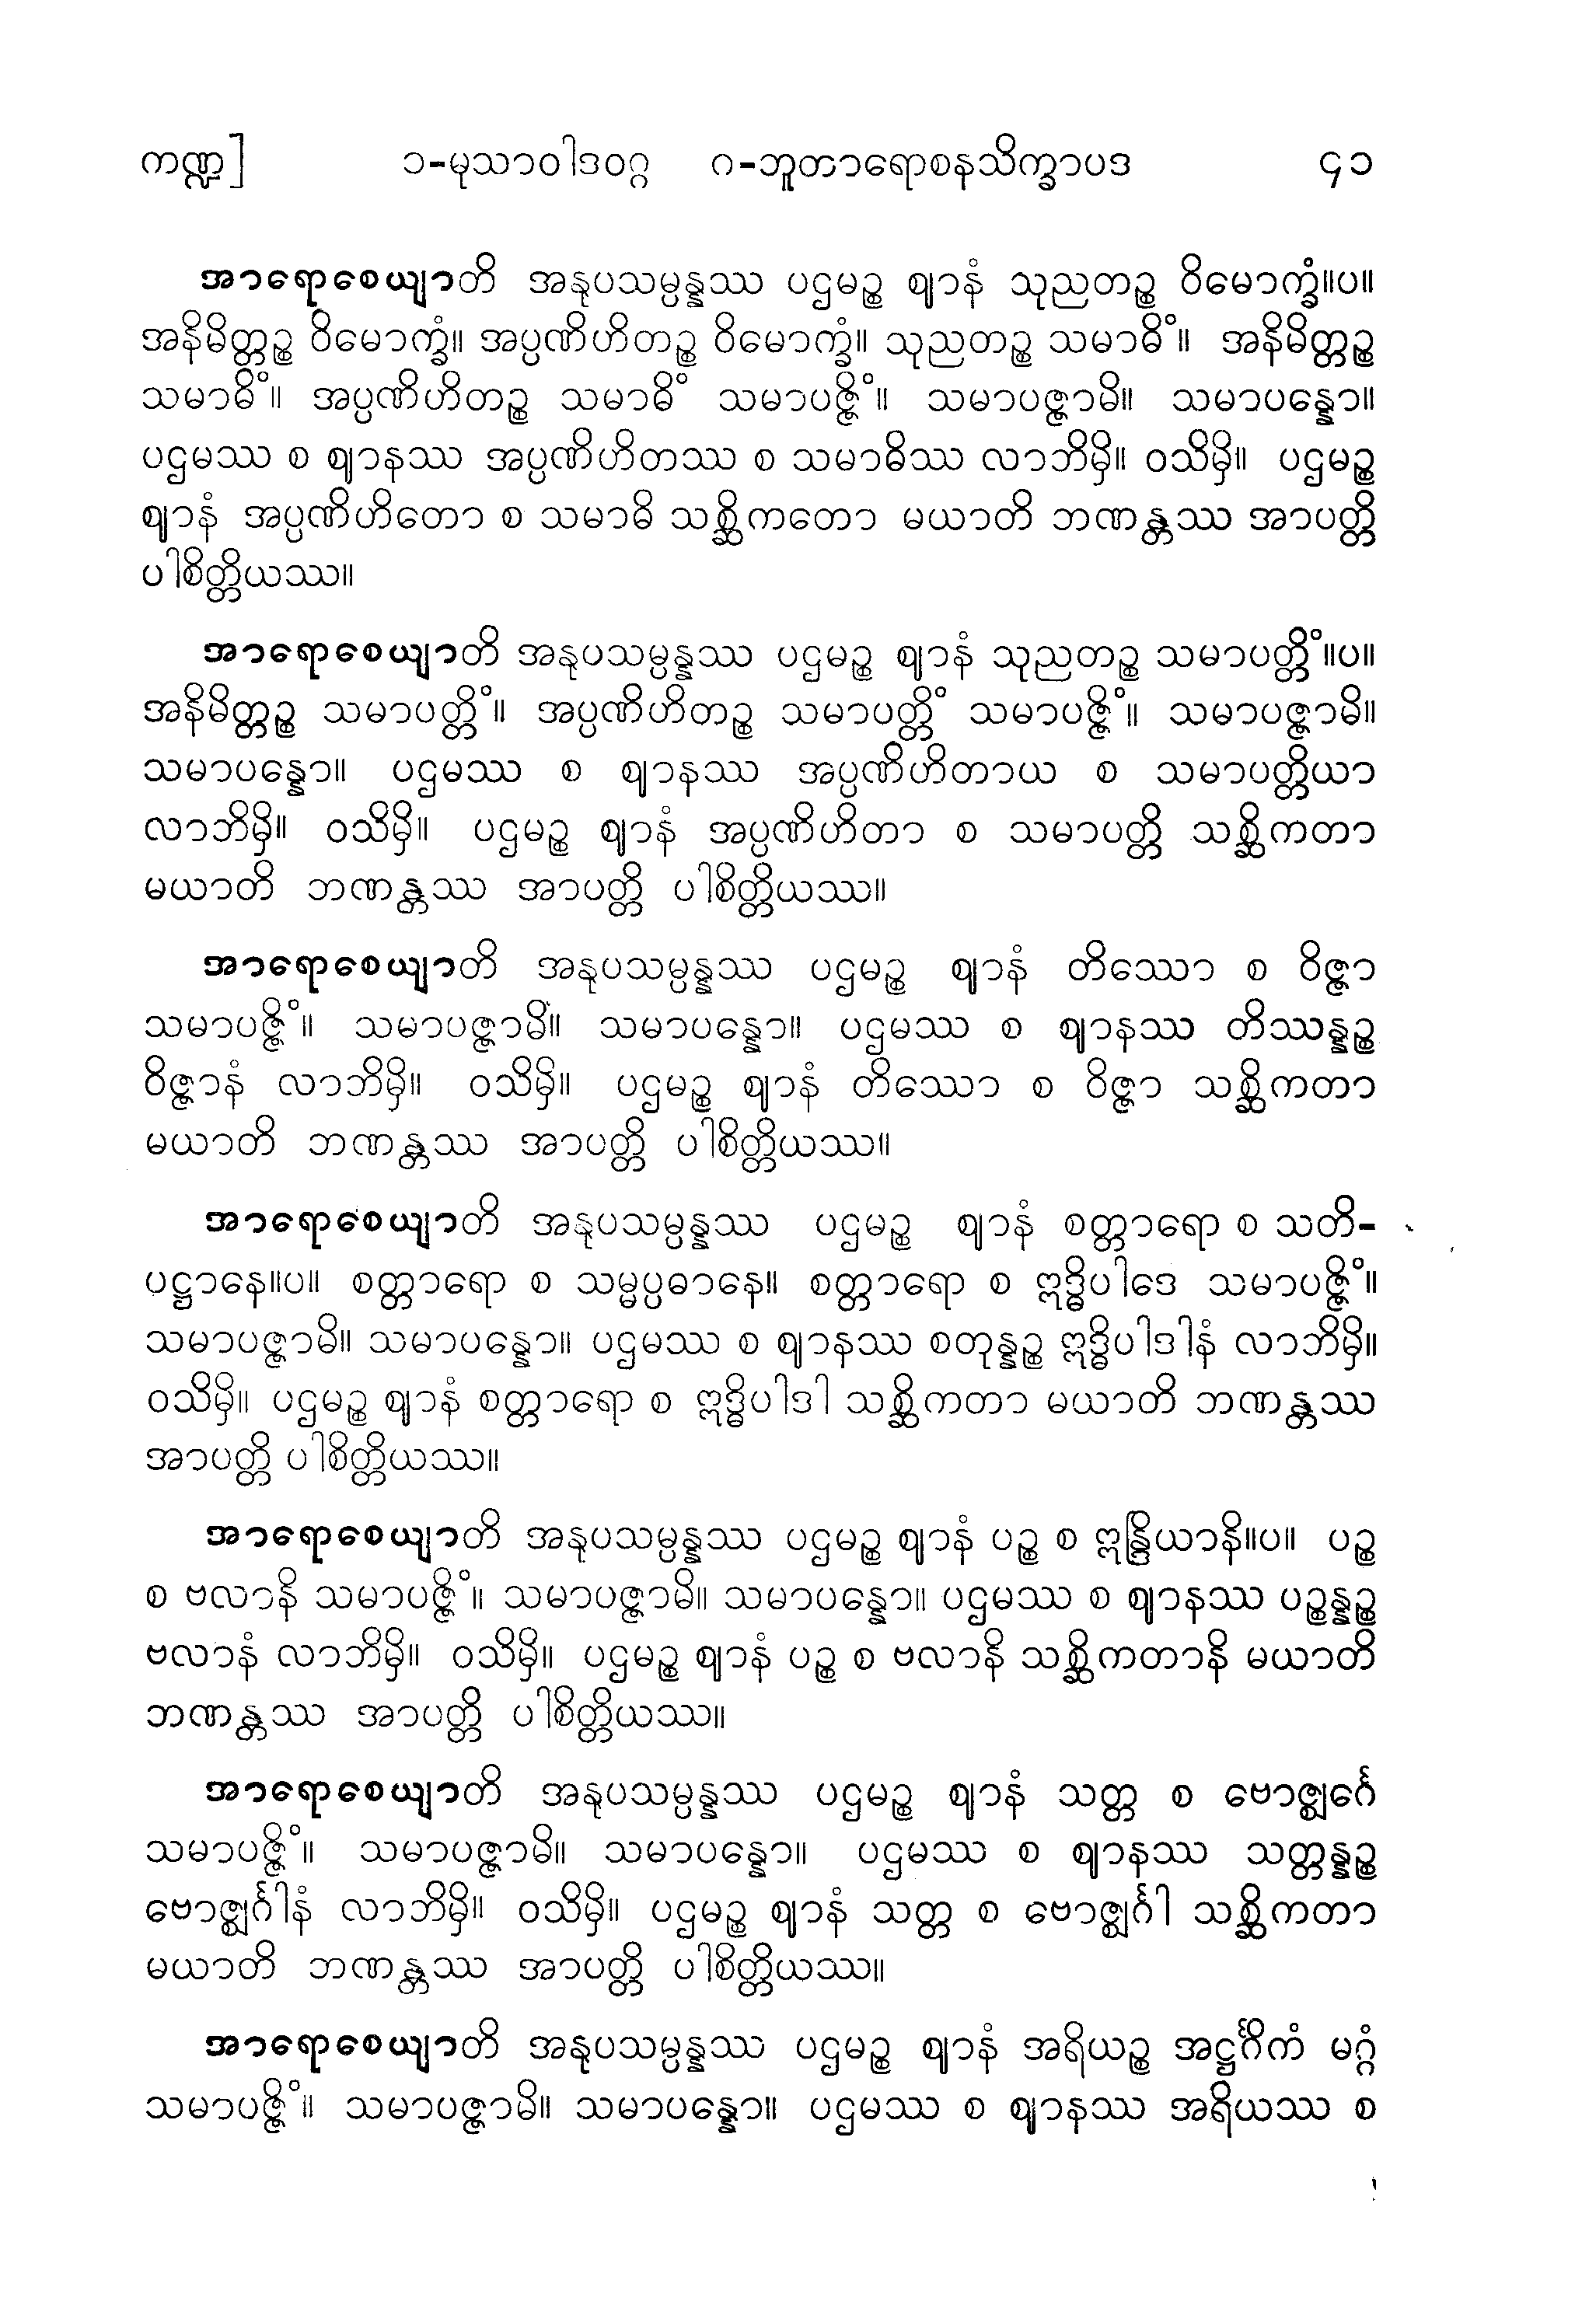 ကဏ္ဍ] ၁-မုသာဝါဒဝဂ္ဂ ဂ-ဘူတာရောစနသိက္ခာပဒ ၄၁
အာရောစေယျာတိ အနုပသမ္ပန္နဿ ပဌမဉ္စ ဈာနံ သုညတဉ္စ ဝိမောက္ခံ။ပ။
အနိမိတ္တဉ္စ ဝိမောက္ခံ။ အပ္ပဏိဟိတဉ္စ ဝိမောက္ခံ။ သုညတဉ္စ သမာဓိံ။ အနိမိတ္တဉ္စ
သမာဓိံ။ အပ္ပဏိဟိတဉ္စ သမာဓိံ သမာပဇ္ဇိံ။ သမာပဇ္ဇာမိ။ သမာပန္နော။
ပဌမဿ စ ဈာနဿ အပ္ပဏိဟိတဿ စ သမာဓိဿ လာဘိမှိ။ ဝသိမှိ။ ပဌမဉ္စ
ဈာနံ အပ္ပဏိဟိတော စ သမာဓိ သစ္ဆိကတော မယာတိ ဘဏန္တဿ အာပတ္တိ
ပါစိတ္တိယဿ။
အာရောစေယျာတိ အနုပသမ္ပန္နဿ ပဌမဉ္စ ဈာနံ သုညတဉ္စ သမာပတ္တိံ။ပ။
အနိမိတ္တဉ္စ သမာပတ္တိံ။ အပ္ပဏိဟိတဉ္စ သမာပတ္တိံ သမာပဇ္ဇိံ။ သမာပဇ္ဇာမိ။
သမာပန္နော။ ပဌမဿ စ ဈာနဿ အပ္ပဏိဟိတာယ စ သမာပတ္တိယာ
လာဘိမှိ။ ဝသိမှိ။ ပဌမဉ္စ ဈာနံ အပ္ပဏိဟိတာ စ သမာပတ္တိ သစ္ဆိကတာ
မယာတိ ဘဏန္တဿ အာပတ္တိ ပါစိတ္တိယဿ။
အာရောစေယျာတိ အနုပသမ္ပန္နဿ ပဌမဉ္စ ဈာနံ တိဿော စ ဝိဇ္ဇာ
သမာပဇ္ဇိံ။ သမာပဇ္ဇာမိ။ သမာပန္နော။ ပဌမဿ စ ဈာနဿ တိဿန္နဉ္စ
ဝိဇ္ဇာနံ လာဘိမှိ။ ဝသိမှိ။ ပဌမဉ္စ ဈာနံ တိဿော စ ဝိဇ္ဇာ သစ္ဆိကတာ
မယာတိ ဘဏန္တဿ အာပတ္တိ ပါစိတ္တိယဿ။
အာရောစေယျာတိ အနုပသမ္ပန္နဿ ပဌမဉ္စ ဈာနံ စတ္တာရော စ သတိ-
ပဋ္ဌာနေ။ပ။ စတ္တာရော စ သမ္မပ္ပဓာနေ။ စတ္တာရော စ ဣဒ္ဓိပါဒေ သမာပဇ္ဇိံ။
သမာပဇ္ဇာမိ။ သမာပန္နော။ ပဌမဿ စ ဈာနဿ စတုန္နဉ္စ ဣဒ္ဓိပါဒါနံ လာဘိမှိ။
ဝသိမှိ။ ပဌမဉ္စ ဈာနံ စတ္တာရော စ ဣဒ္ဓိပါဒါ သစ္ဆိကတာ မယာတိ ဘဏန္တဿ
အာပတ္တိ ပါစိတ္တိယဿ။
အာရောစေယျာတိ အနုပသမ္ပန္နဿ ပဌမဉ္စ ဈာနံ ပဉ္စ စ ဣန္ဒြိယာနိ။ပ။ ပဉ္စ
စ ဗလာနိ သမာပဇ္ဇိံ။ သမာပဇ္ဇာမိ။ သမာပန္နော။ ပဌမဿ စ ဈာနဿ ပဉ္စန္နဉ္စ
ဗလာနံ လာဘိမှိ။ ဝသိမှိ။ ပဌမဉ္စ ဈာနံ ပဉ္စ စ ဗလာနိ သစ္ဆိကတာနိ မယာတိ
ဘဏန္တဿ အာပတ္တိ ပါစိတ္တိယဿ။
အာရောစေယျာတိ အနုပသမ္ပန္နဿ ပဌမဉ္စ ဈာနံ သတ္တ စ ဗောဇ္ဈင်္ဂေ
သမာပဇ္ဇိံ။ သမာပဇ္ဇာမိ။ သမာပန္နော။ ပဌမဿ စ ဈာနဿ သတ္တန္နဉ္စ
ဗောဇ္ဈင်္ဂါနံ လာဘိမှိ။ ဝသိမှိ။ ပဌမဉ္စ ဈာနံ သတ္တ စ ဗောဇ္ဈင်္ဂါ သစ္ဆိကတာ
မယာတိ ဘဏန္တဿ အာပတ္တိ ပါစိတ္တိယဿ။
အာရောစေယျာတိ အနုပသမ္ပန္နဿ ပဌမဉ္စ ဈာနံ အရိယဉ္စ အဋ္ဌင်္ဂိကံ မဂ္ဂံ
သမာပဇ္ဇိံ။ သမာပဇ္ဇာမိ။ သမာပန္နော။ ပဌမဿ စ ဈာနဿ အရိယဿ စ